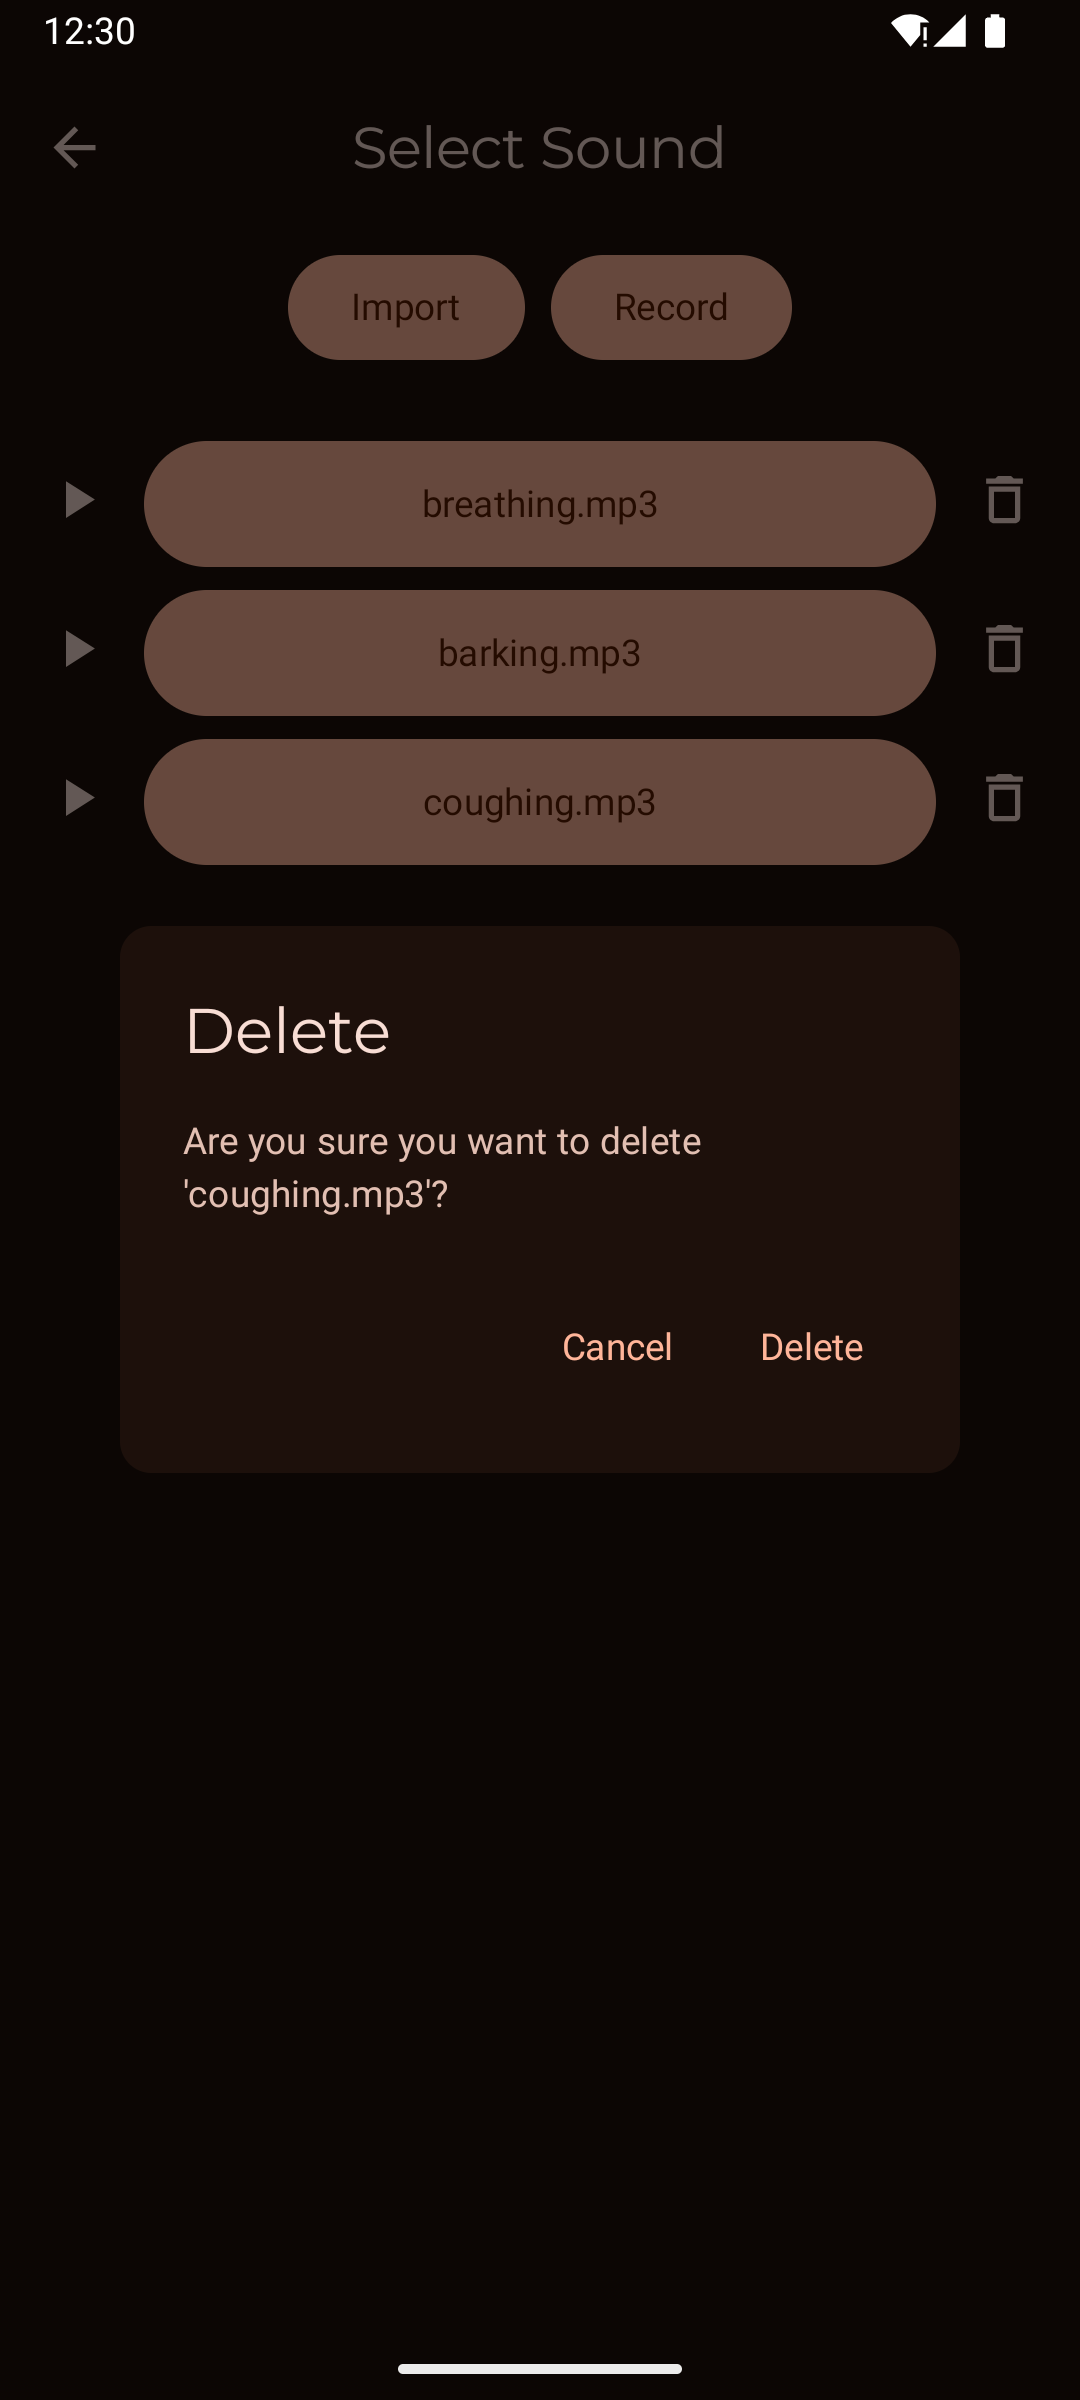 12:30
Select Sound
Import
Record
breathing.mp3
barking.mp3
coughing.mp3
Delete
Are you sure you want to delete
'coughing.mp3'?
Cancel
Delete